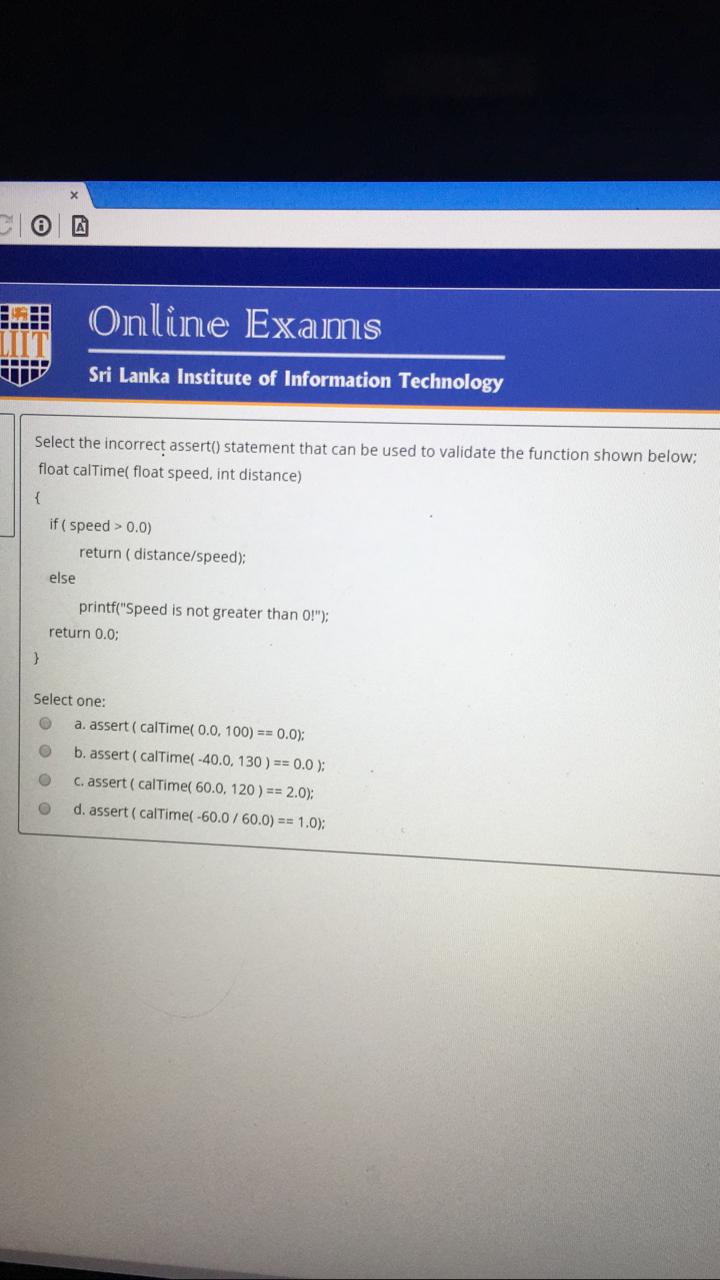 Online Exams
Sri Lanka Institute of Information Technology
Select the incorrect assert() statement that can be used to validate the function shown below;
float calTime( float speed, int distance)
{
if ( speed > 0.0)
return ( distance/speed);
else
printf("Speed is not greater than 0!");
return 0.0;
}
Select one:
a. assert ( calTime( 0.0, 100) == 0.0);
b. assert ( calTime( -40.0, 130 ) == 0.0 );
c. assert ( calTime( 60.0, 120 ) == 2.0);
d. assert ( calTime( -60.0 / 60.0) == 1.0);